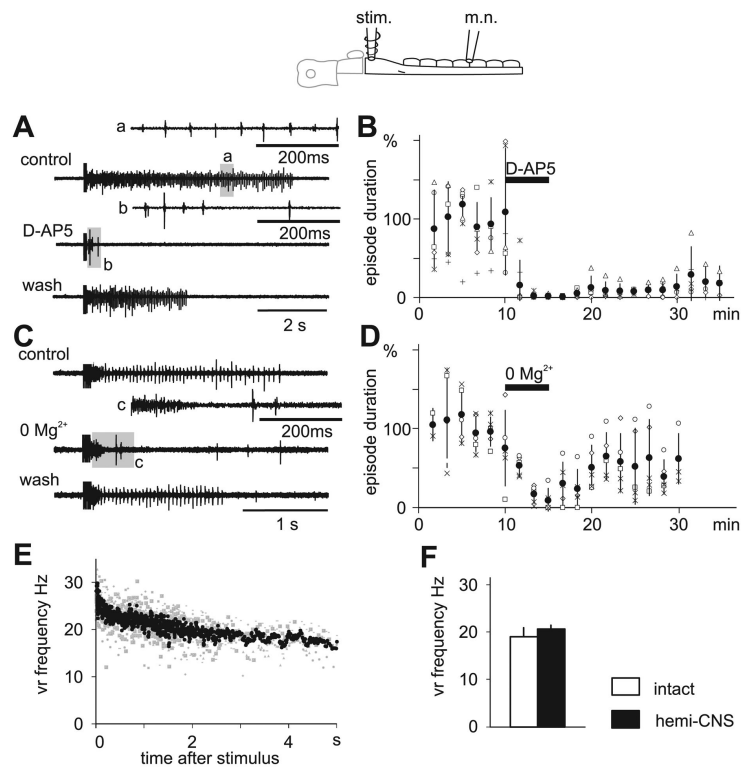 stim. m.n.
A
a
200ms
control
a
b
200ms
D-AP5
b
wash
2 s
B
%
D-AP5
episode duration
100
0
0 10 20 30 min
C
control
c
200ms
0 Mg²⁺
c
wash
1 s
D
%
0 Mg²⁺
episode duration
100
0
0 10 20 30 min
E
vr frequency Hz
30
20
10
0
0 2 4 s
time after stimulus
F
vr frequency Hz
30
20
10
0
intact
hemi-CNS